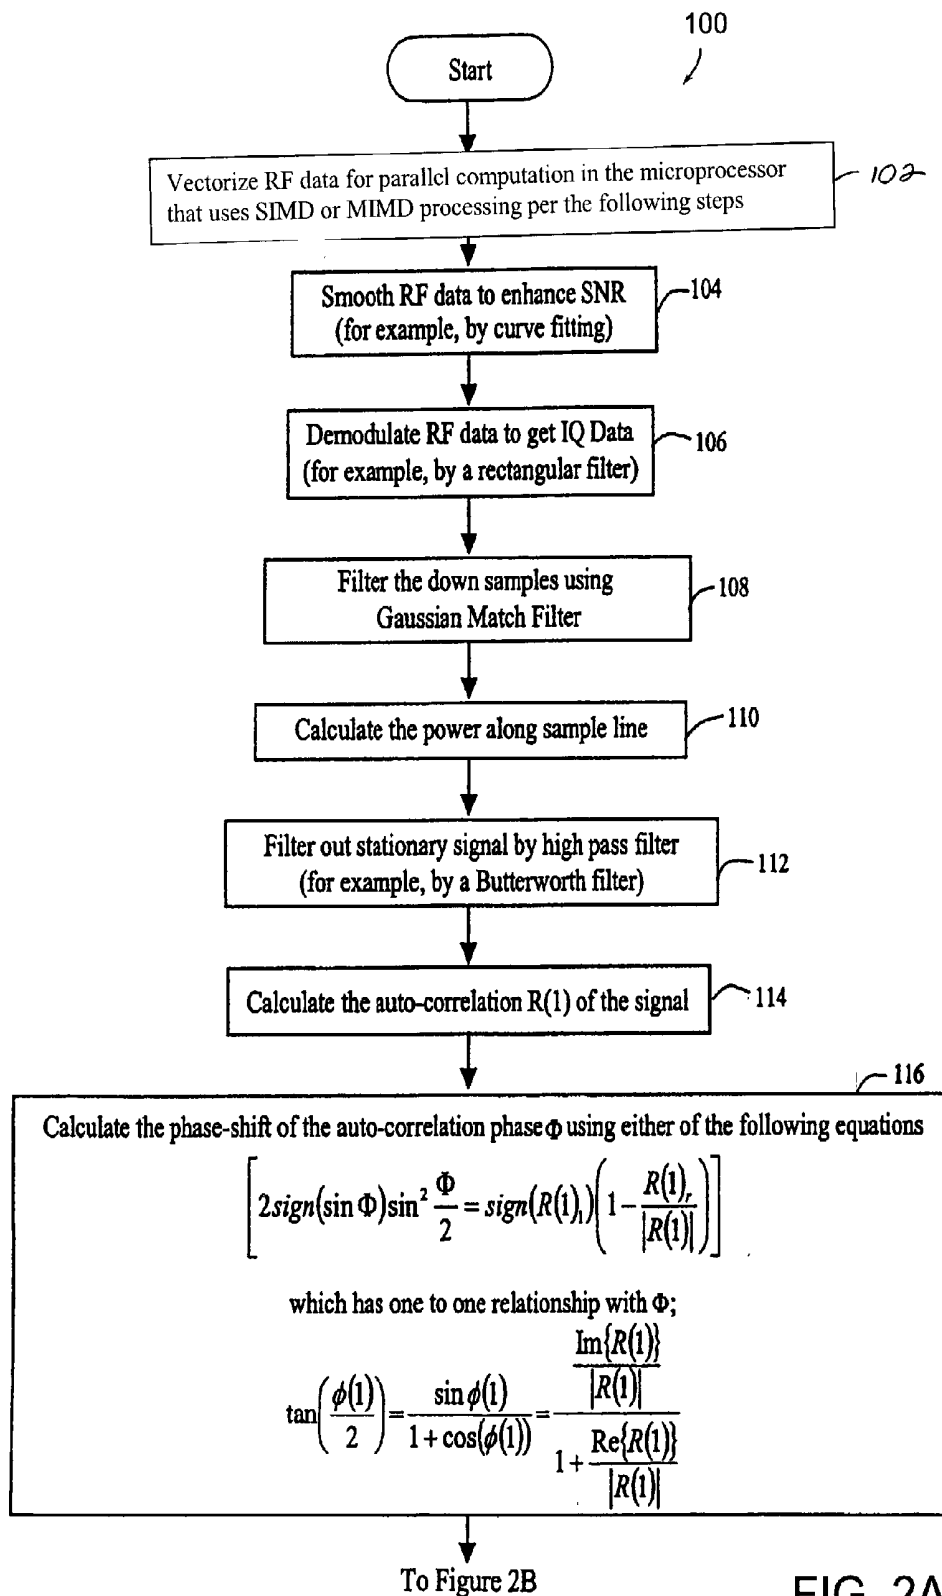 100
Start
Vectorize RF data for parallel computation in the microprocessor
that uses SIMD or MIMD processing per the following steps
102
Smooth RF data to enhance SNR
(for example, by curve fitting)
104
Demodulate RF data to get IQ Data
(for example, by a rectangular filter)
106
Filter the down samples using
Gaussian Match Filter
108
Calculate the power along sample line
110
Filter out stationary signal by high pass filter
(for example, by a Butterworth filter)
112
Calculate the auto-correlation R(1) of the signal
114
116
Calculate the phase-shift of the auto-correlation phase Φ using either of the following equations
[2sign(sin Φ)sin² Φ/2 = sign(R(1)₁)(1 - R(1)ᵣ/|R(1)|)]
which has one to one relationship with Φ;
tan(ϕ(1)/2) = sin ϕ(1)/(1 + cos(ϕ(1))) = (Im{R(1)}/|R(1)|)/(1 + Re{R(1)}/|R(1)|)
To Figure 2B
FIG. 2A